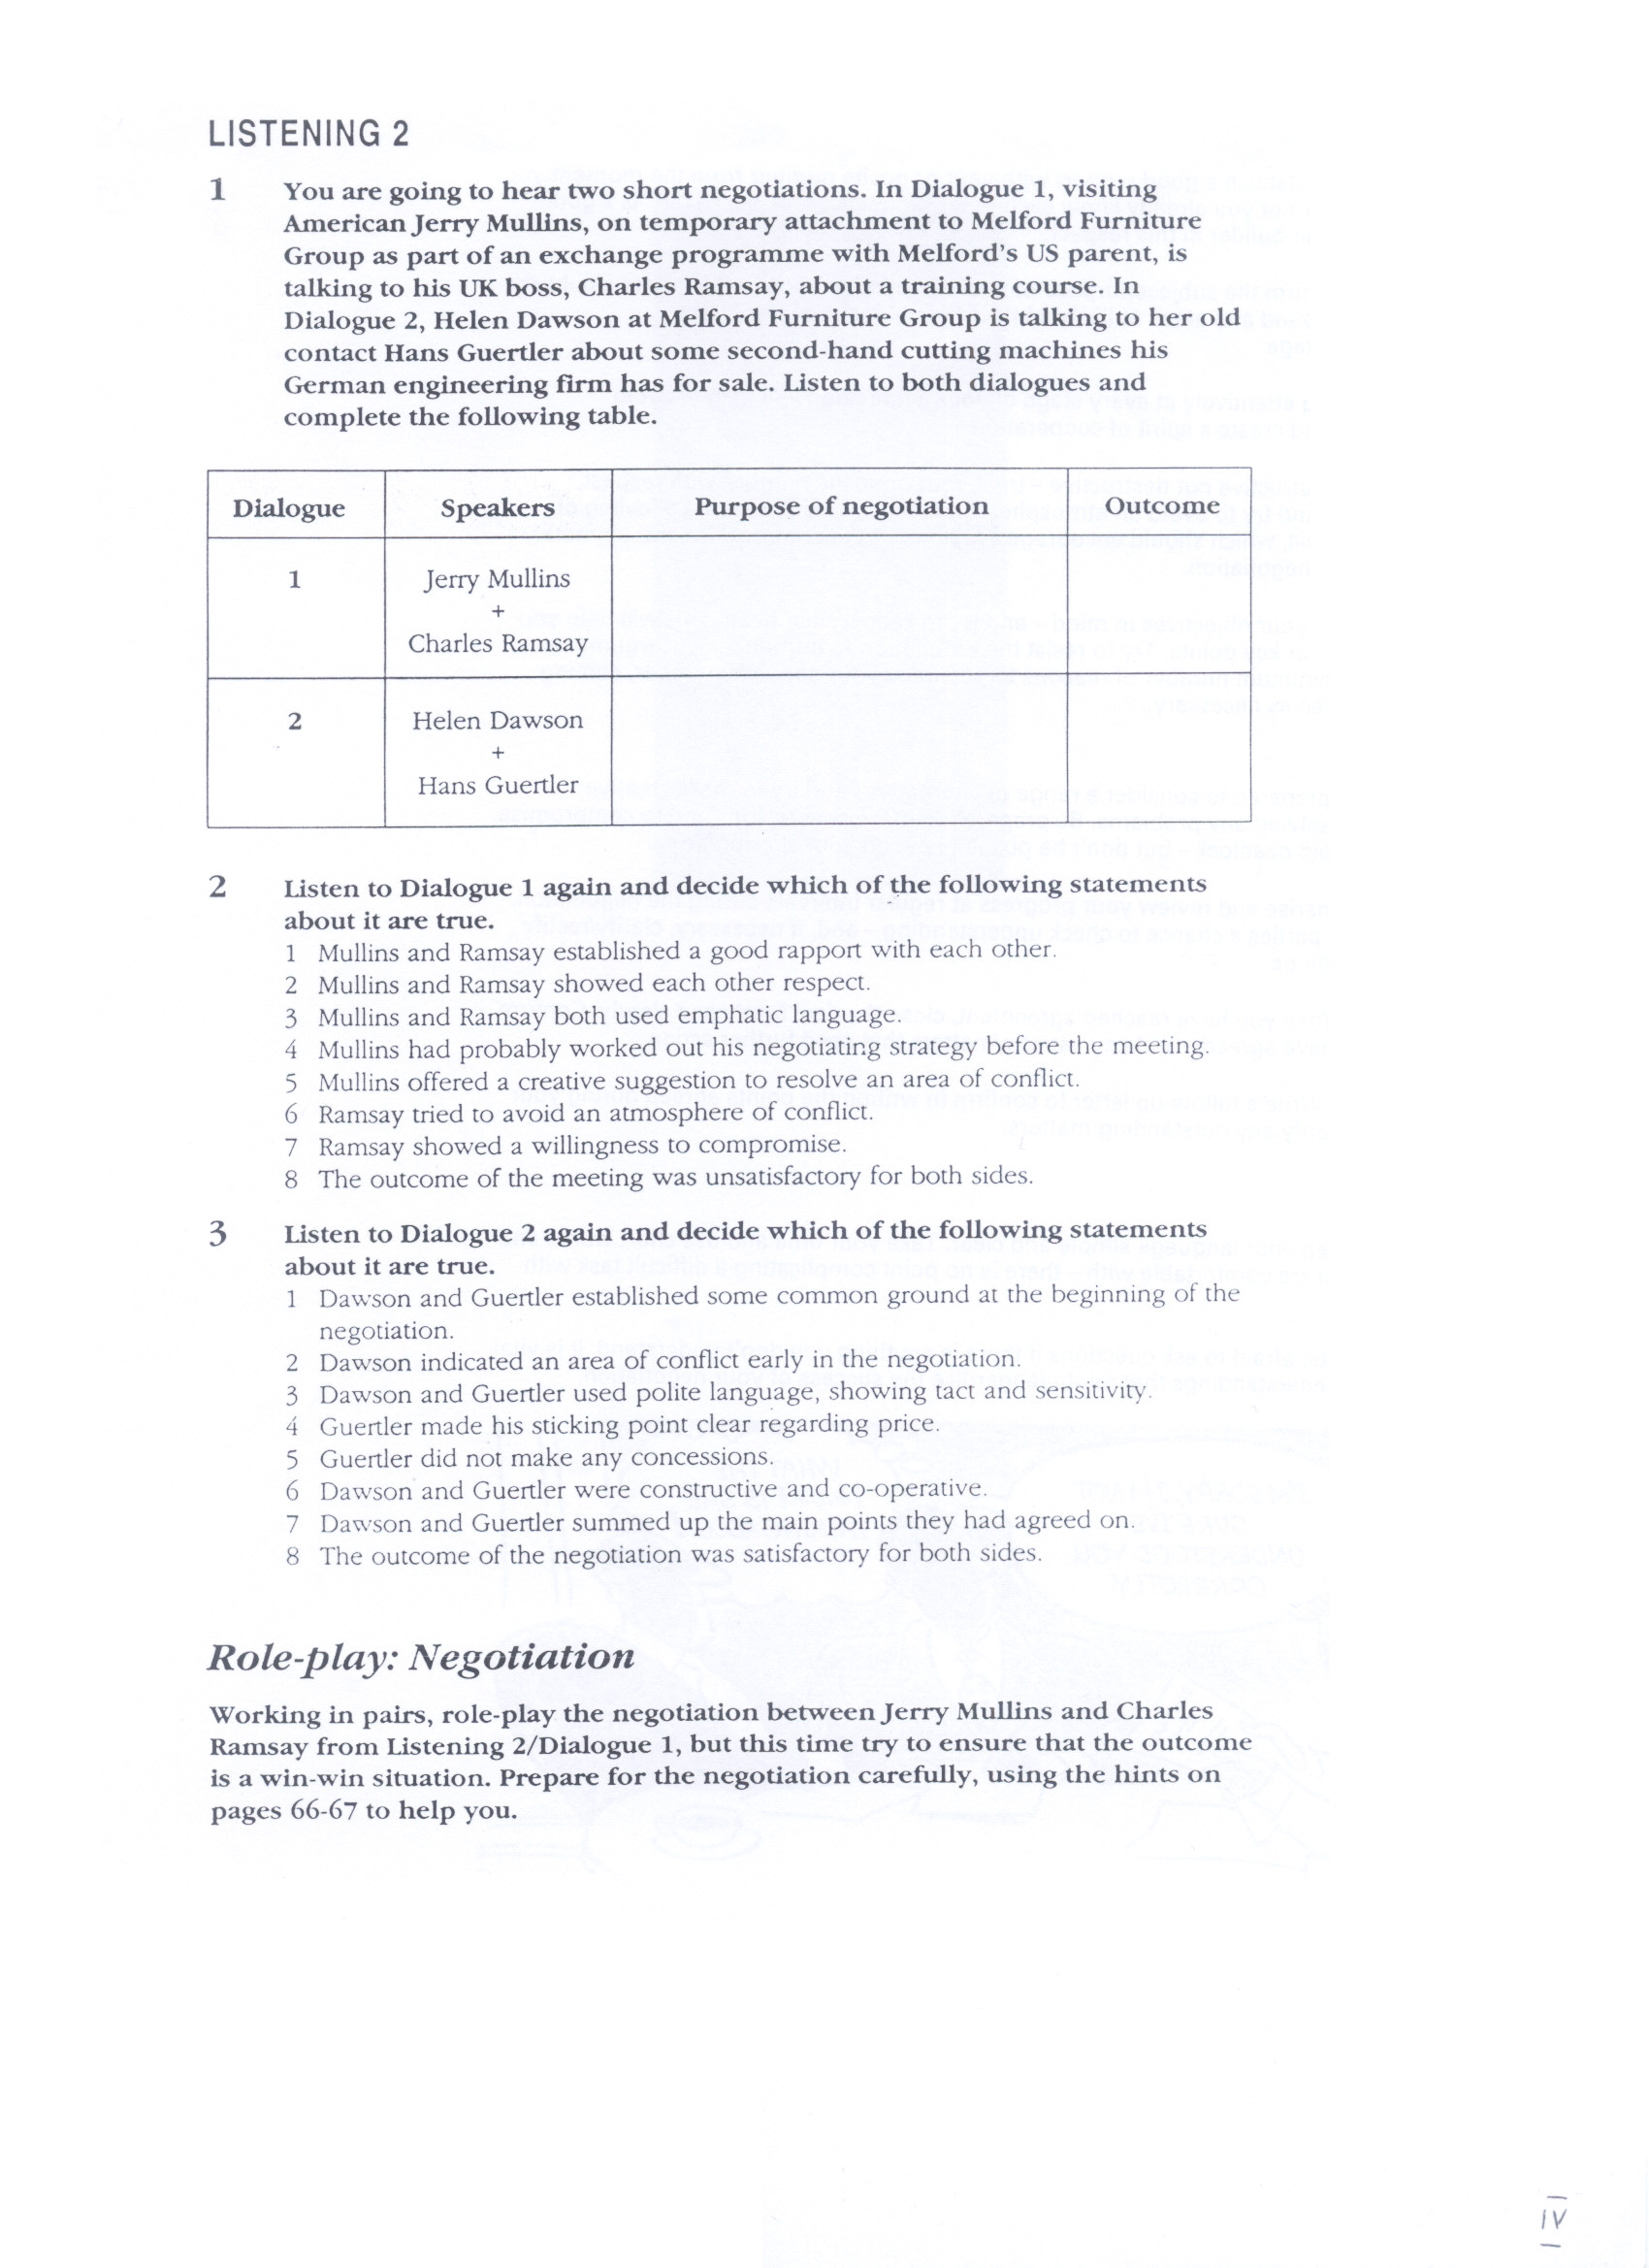 LISTENING 2
1 You are going to hear two short negotiations. In Dialogue 1, visiting
American Jerry Mullins, on temporary attachment to Melford Furniture
Group as part of an exchange programme with Melford's US parent, is
talking to his UK boss, Charles Ramsay, about a training course. In
Dialogue 2, Helen Dawson at Melford Furniture Group is talking to her old
contact Hans Guertler about some second-hand cutting machines his
German engineering firm has for sale. Listen to both dialogues and
complete the following table.
Dialogue Speakers Purpose of negotiation Outcome
1 Jerry Mullins
+
Charles Ramsay
2 Helen Dawson
+
Hans Guertler
2 Listen to Dialogue 1 again and decide which of the following statements
about it are true.
1 Mullins and Ramsay established a good rapport with each other.
2 Mullins and Ramsay showed each other respect.
3 Mullins and Ramsay both used emphatic language.
4 Mullins had probably worked out his negotiating strategy before the meeting.
5 Mullins offered a creative suggestion to resolve an area of conflict.
6 Ramsay tried to avoid an atmosphere of conflict.
7 Ramsay showed a willingness to compromise.
8 The outcome of the meeting was unsatisfactory for both sides.
3 Listen to Dialogue 2 again and decide which of the following statements
about it are true.
1 Dawson and Guertler established some common ground at the beginning of the
negotiation.
2 Dawson indicated an area of conflict early in the negotiation.
3 Dawson and Guertler used polite language, showing tact and sensitivity.
4 Guertler made his sticking point clear regarding price.
5 Guertler did not make any concessions.
6 Dawson and Guertler were constructive and co-operative.
7 Dawson and Guertler summed up the main points they had agreed on.
8 The outcome of the negotiation was satisfactory for both sides.
Role-play: Negotiation
Working in pairs, role-play the negotiation between Jerry Mullins and Charles
Ramsay from Listening 2/Dialogue 1, but this time try to ensure that the outcome
is a win-win situation. Prepare for the negotiation carefully, using the hints on
pages 66-67 to help you.
IV